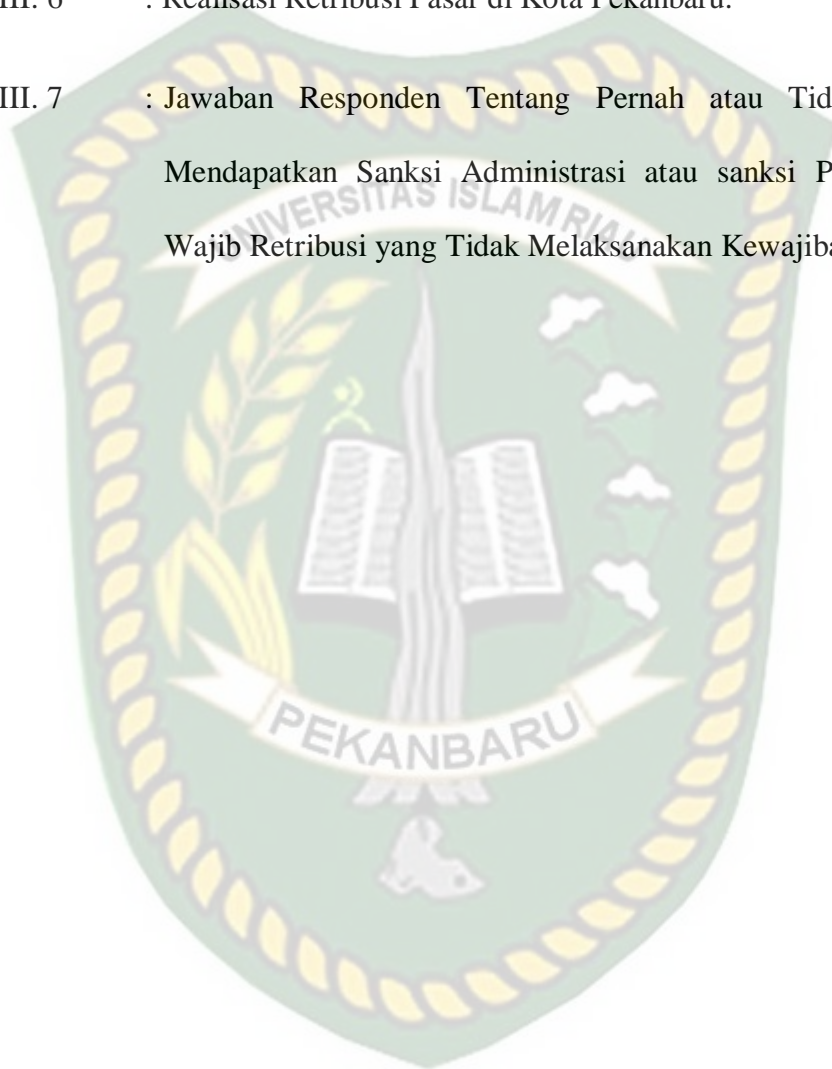 III. 6 : Realisasi Retribusi Pasar di Kota Pekanbaru.
III. 7 : Jawaban Responden Tentang Pernah atau Tid
Mendapatkan Sanksi Administrasi atau sanksi P
Wajib Retribusi yang Tidak Melaksanakan Kewajiba
UNIVERSITAS ISLAM RIAU
PEKANBARU